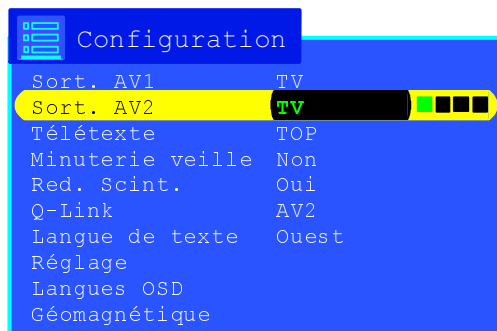 Configuration
Sort. AV1 TV
Sort. AV2 TV
Télétexte TOP
Minuterie veille Non
Red. Scint. Oui
Q-Link AV2
Langue de texte Ouest
Réglage
Langues OSD
Géomagnétique